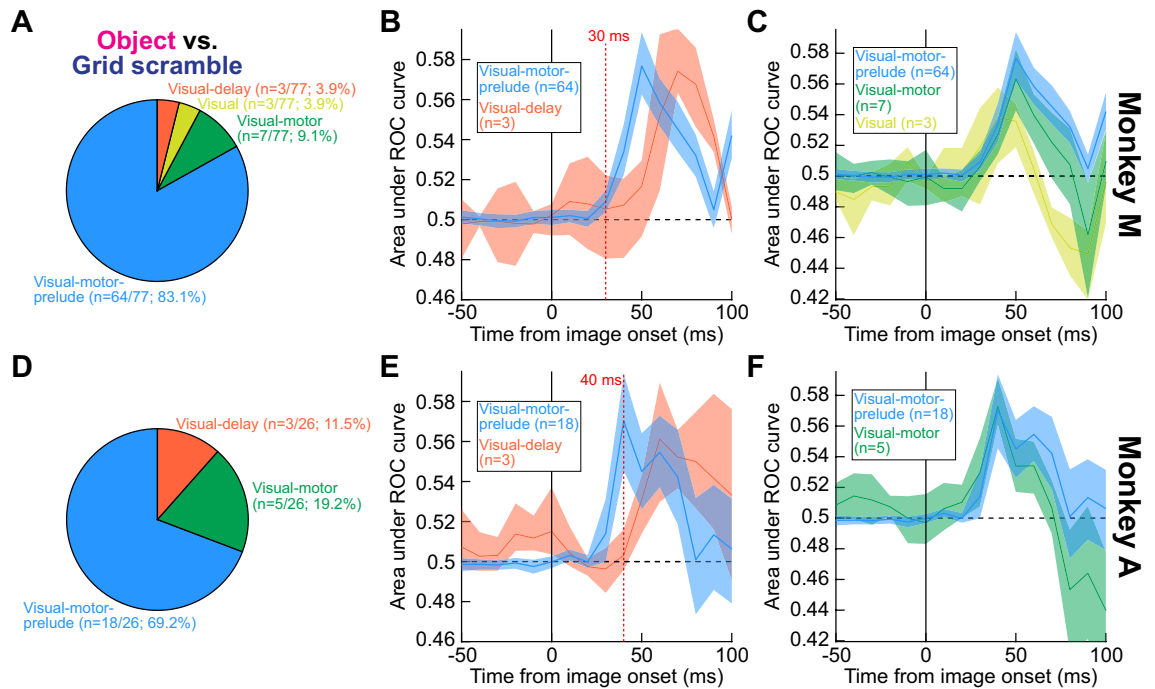 A
Object vs.
Grid scramble
Visual-delay (n=3/77; 3.9%)
Visual (n=3/77; 3.9%)
Visual-motor
(n=7/77; 9.1%)
Visual-motor-
prelude (n=64/77; 83.1%)
B
30 ms
Visual-motor-
prelude (n=64)
Visual-delay
(n=3)
Area under ROC curve
0.58
0.56
0.54
0.52
0.5
0.48
0.46
-50
0
50
100
Time from image onset (ms)
C
Visual-motor-
prelude (n=64)
Visual-motor
(n=7)
Visual (n=3)
Area under ROC curve
0.58
0.56
0.54
0.52
0.5
0.48
0.46
0.44
0.42
-50
0
50
100
Time from image onset (ms)
Monkey M
D
Visual-delay (n=3/26; 11.5%)
Visual-motor
(n=5/26; 19.2%)
Visual-motor-
prelude (n=18/26; 69.2%)
E
40 ms
Visual-motor-
prelude (n=18)
Visual-delay
(n=3)
Area under ROC curve
0.58
0.56
0.54
0.52
0.5
0.48
0.46
-50
0
50
100
Time from image onset (ms)
F
Visual-motor-
prelude (n=18)
Visual-motor
(n=5)
Area under ROC curve
0.58
0.56
0.54
0.52
0.5
0.48
0.46
0.44
0.42
-50
0
50
100
Time from image onset (ms)
Monkey A